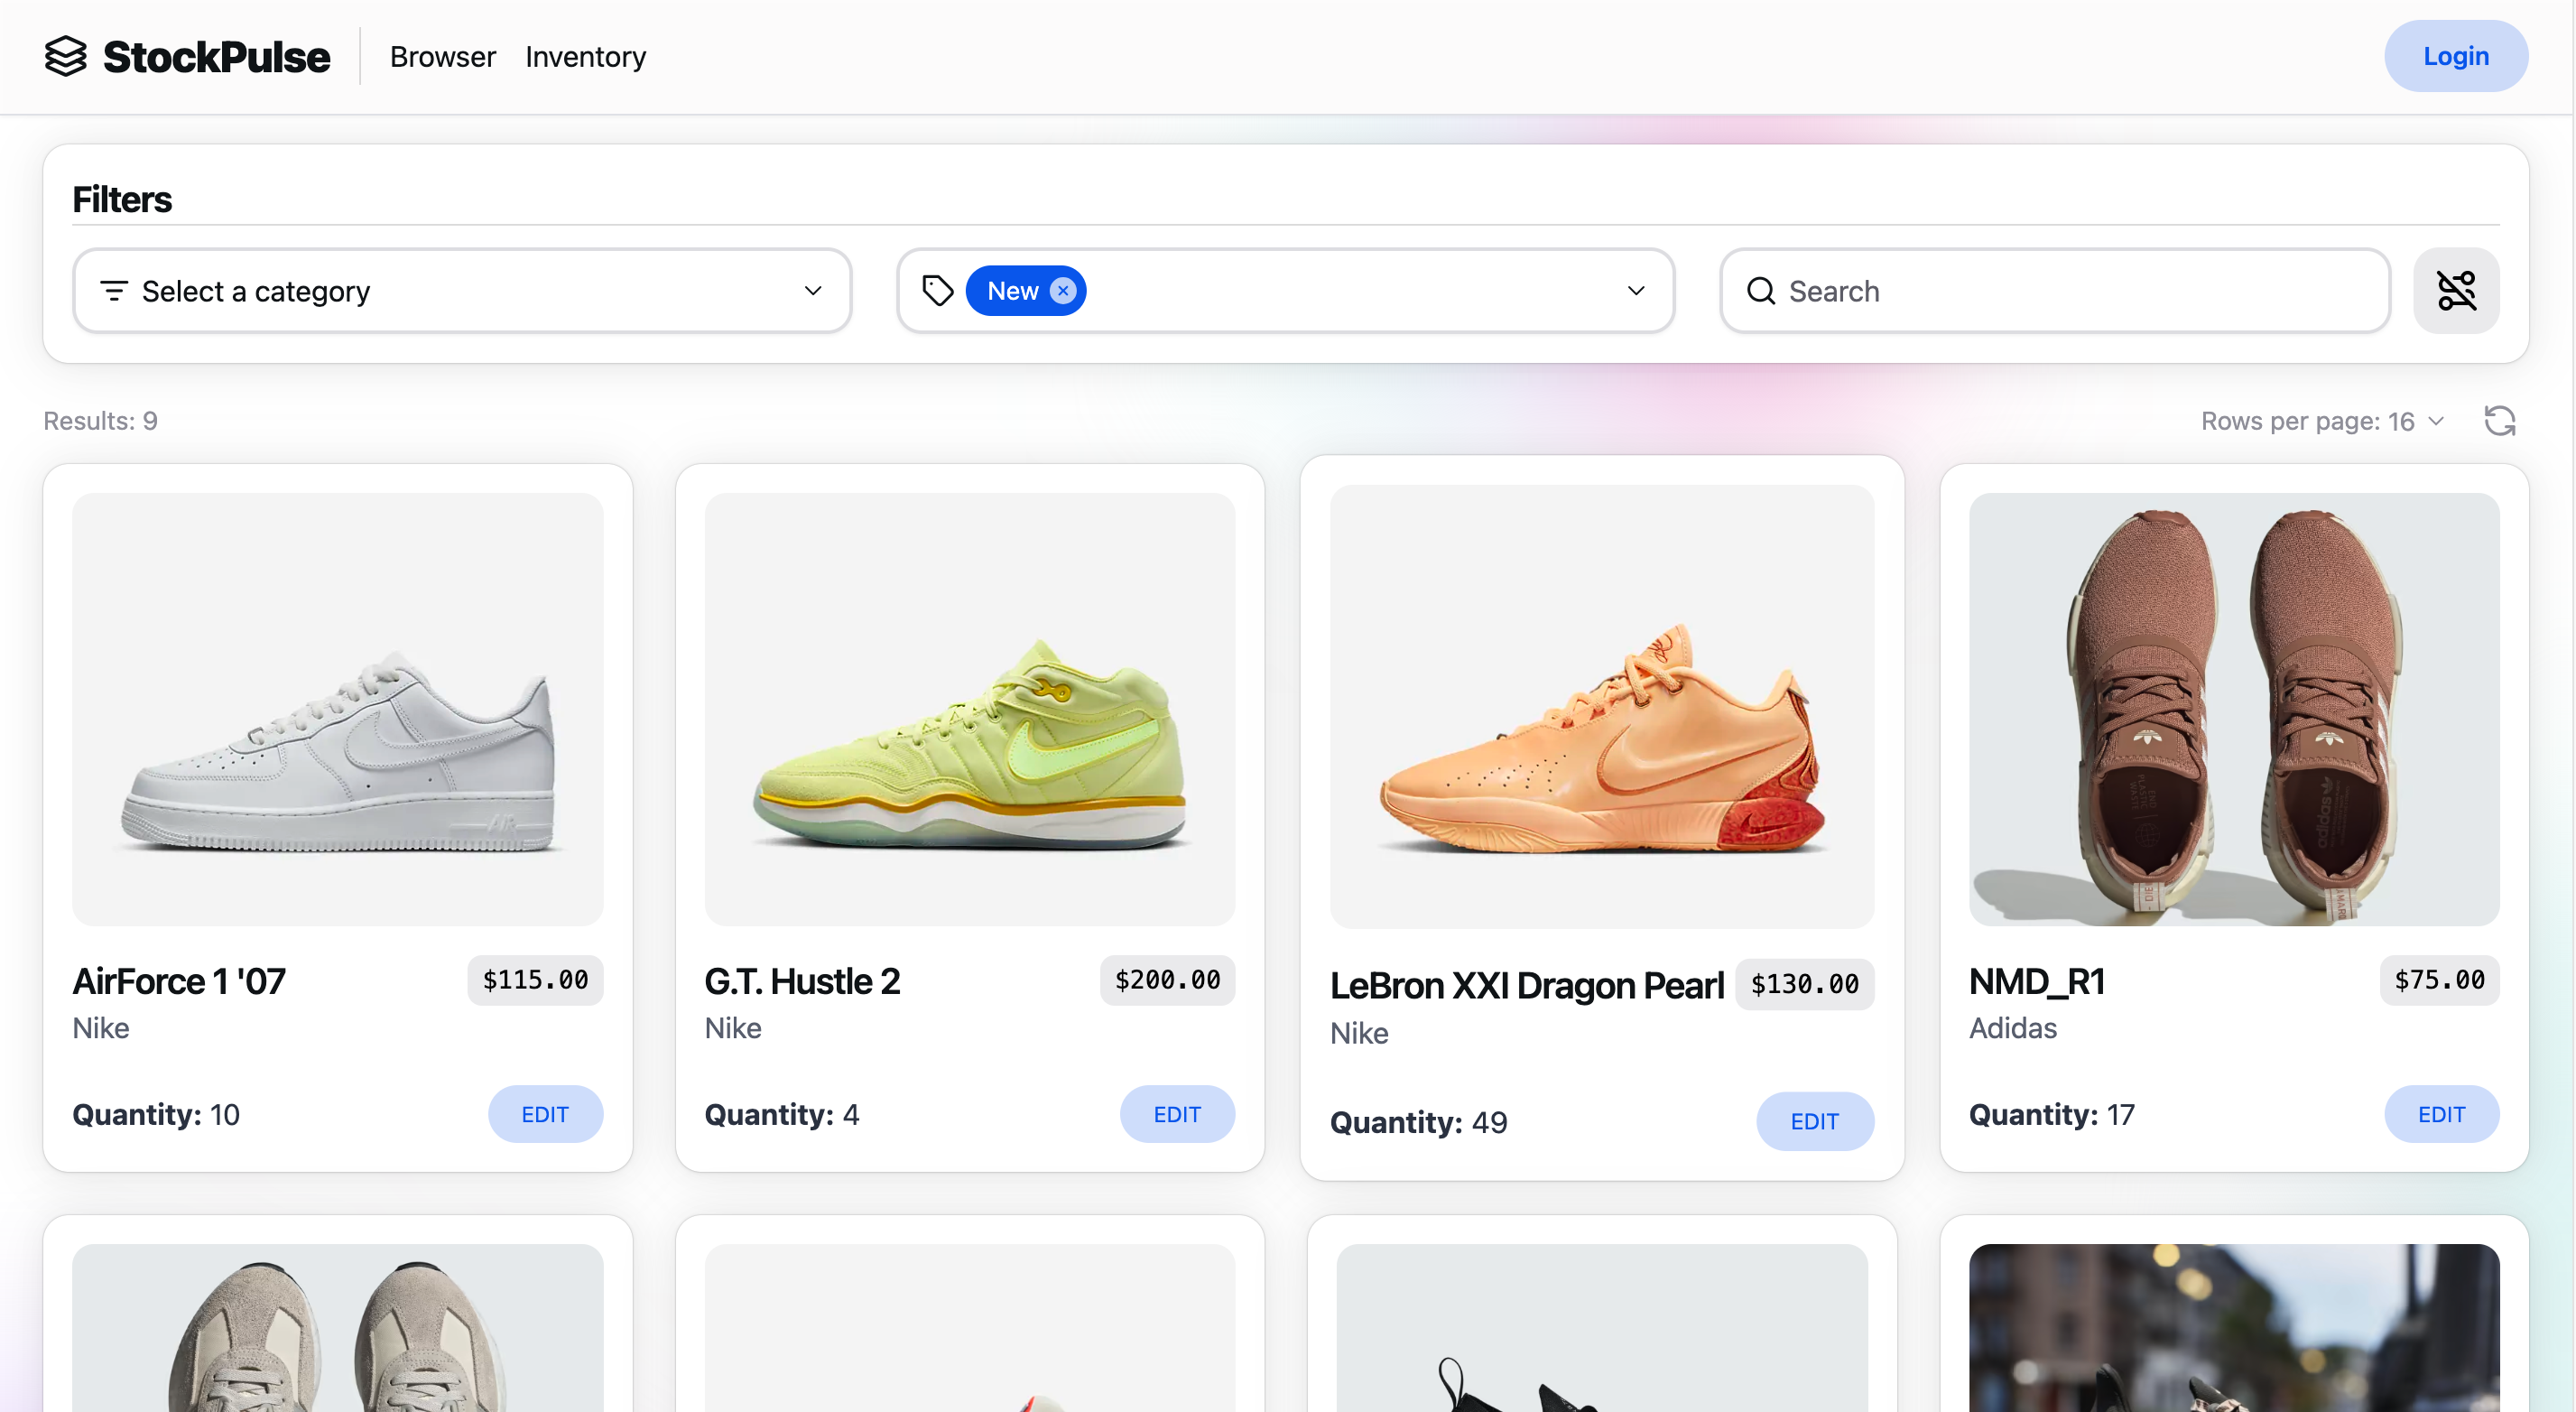 StockPulse
Browser
Inventory
Login
Filters
Select a category
New
Search
Results: 9
Rows per page: 16
AirForce 1 '07
$115.00
Nike
Quantity: 10
EDIT
G.T. Hustle 2
$200.00
Nike
Quantity: 4
EDIT
LeBron XXI Dragon Pearl
$130.00
Nike
Quantity: 49
EDIT
NMD_R1
$75.00
Adidas
Quantity: 17
EDIT
AIR
adidas